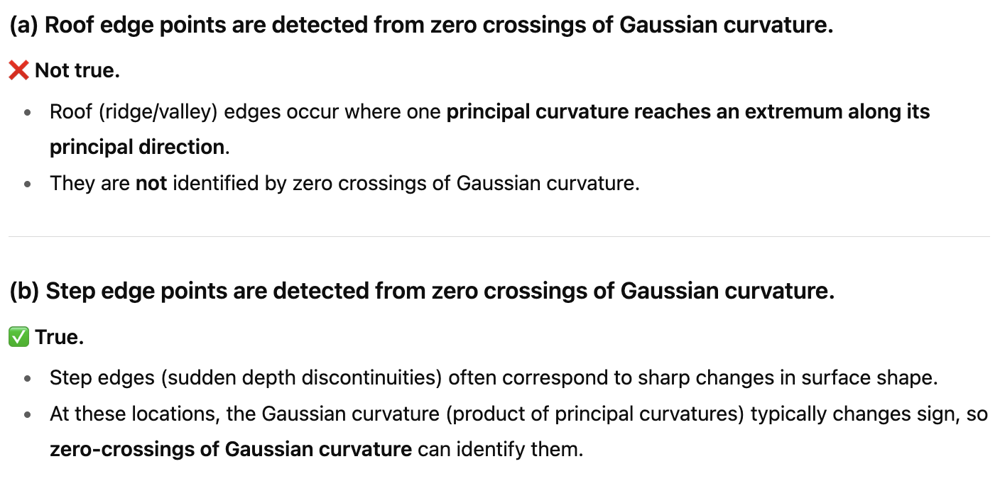 (a) Roof edge points are detected from zero crossings of Gaussian curvature.
❌ Not true.
• Roof (ridge/valley) edges occur where one principal curvature reaches an extremum along its
principal direction.
• They are not identified by zero crossings of Gaussian curvature.
(b) Step edge points are detected from zero crossings of Gaussian curvature.
✅ True.
• Step edges (sudden depth discontinuities) often correspond to sharp changes in surface shape.
• At these locations, the Gaussian curvature (product of principal curvatures) typically changes sign, so
zero-crossings of Gaussian curvature can identify them.